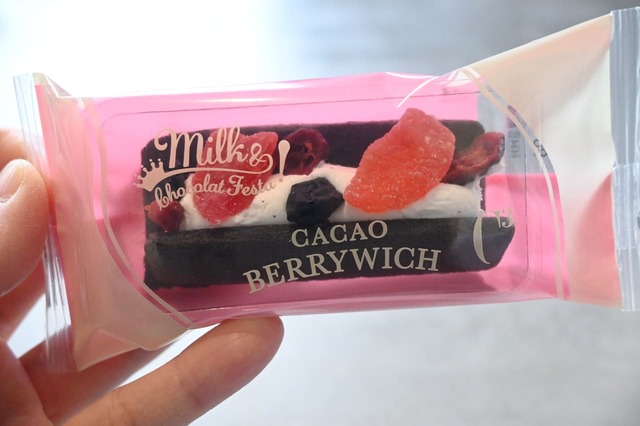 Milk &
Chocolat Festa!
CACAO
BERRYWICH